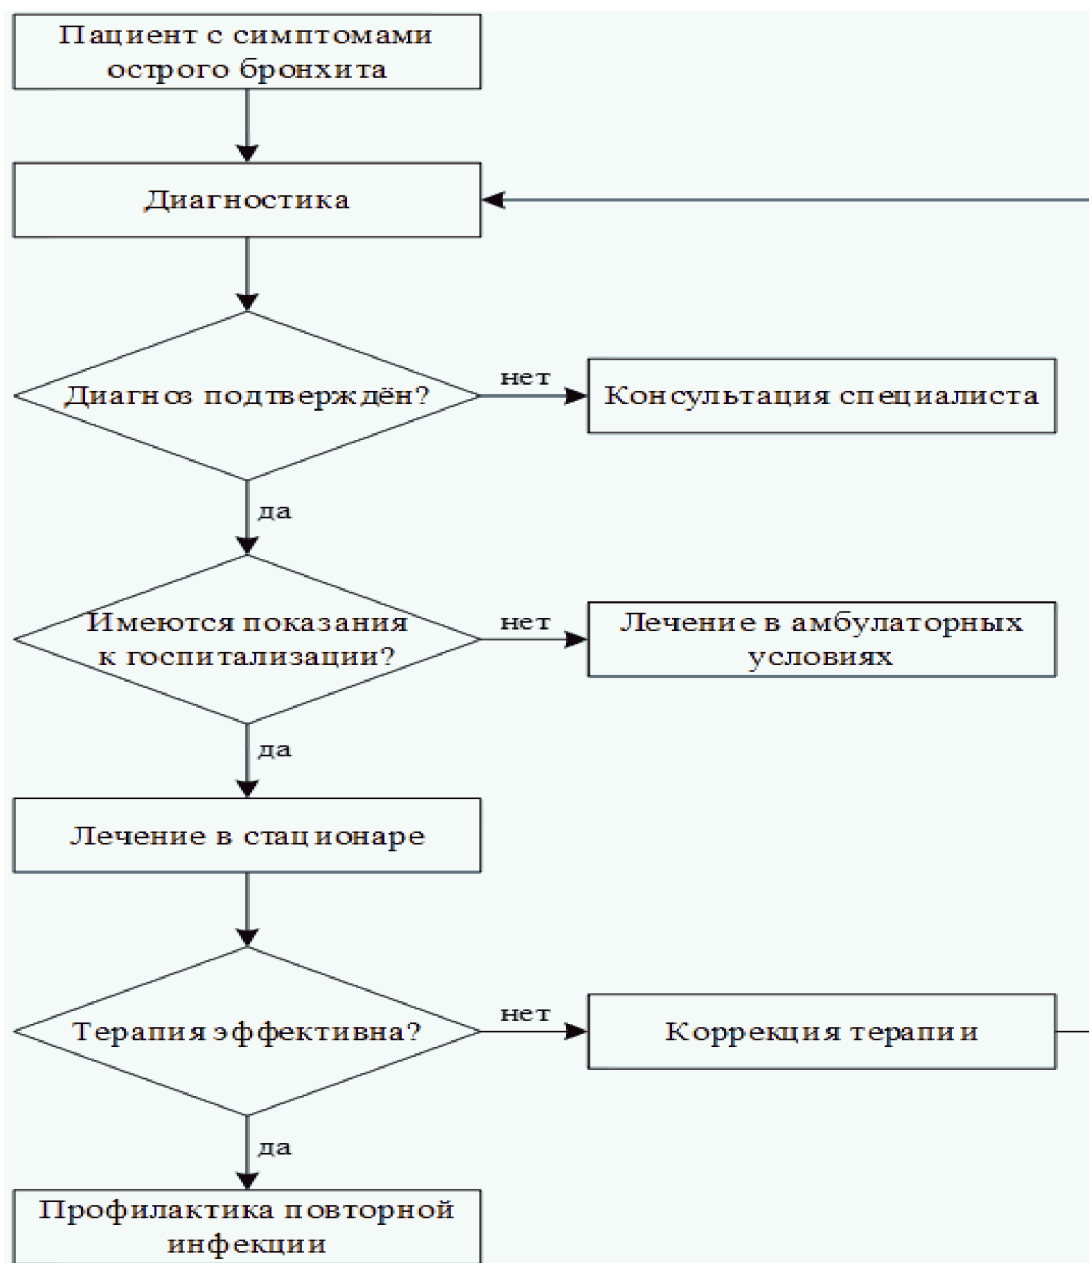 Пациент с симптомами
острого бронхита
Диагностика
Диагноз подтверждён?
нет
Консультация специалиста
да
Имеются показания
к госпитализации?
нет
Лечение в амбулаторных
условиях
да
Лечение в стационаре
Терапия эффективна?
нет
Коррекция терапии
да
Профилактика повторной
инфекции